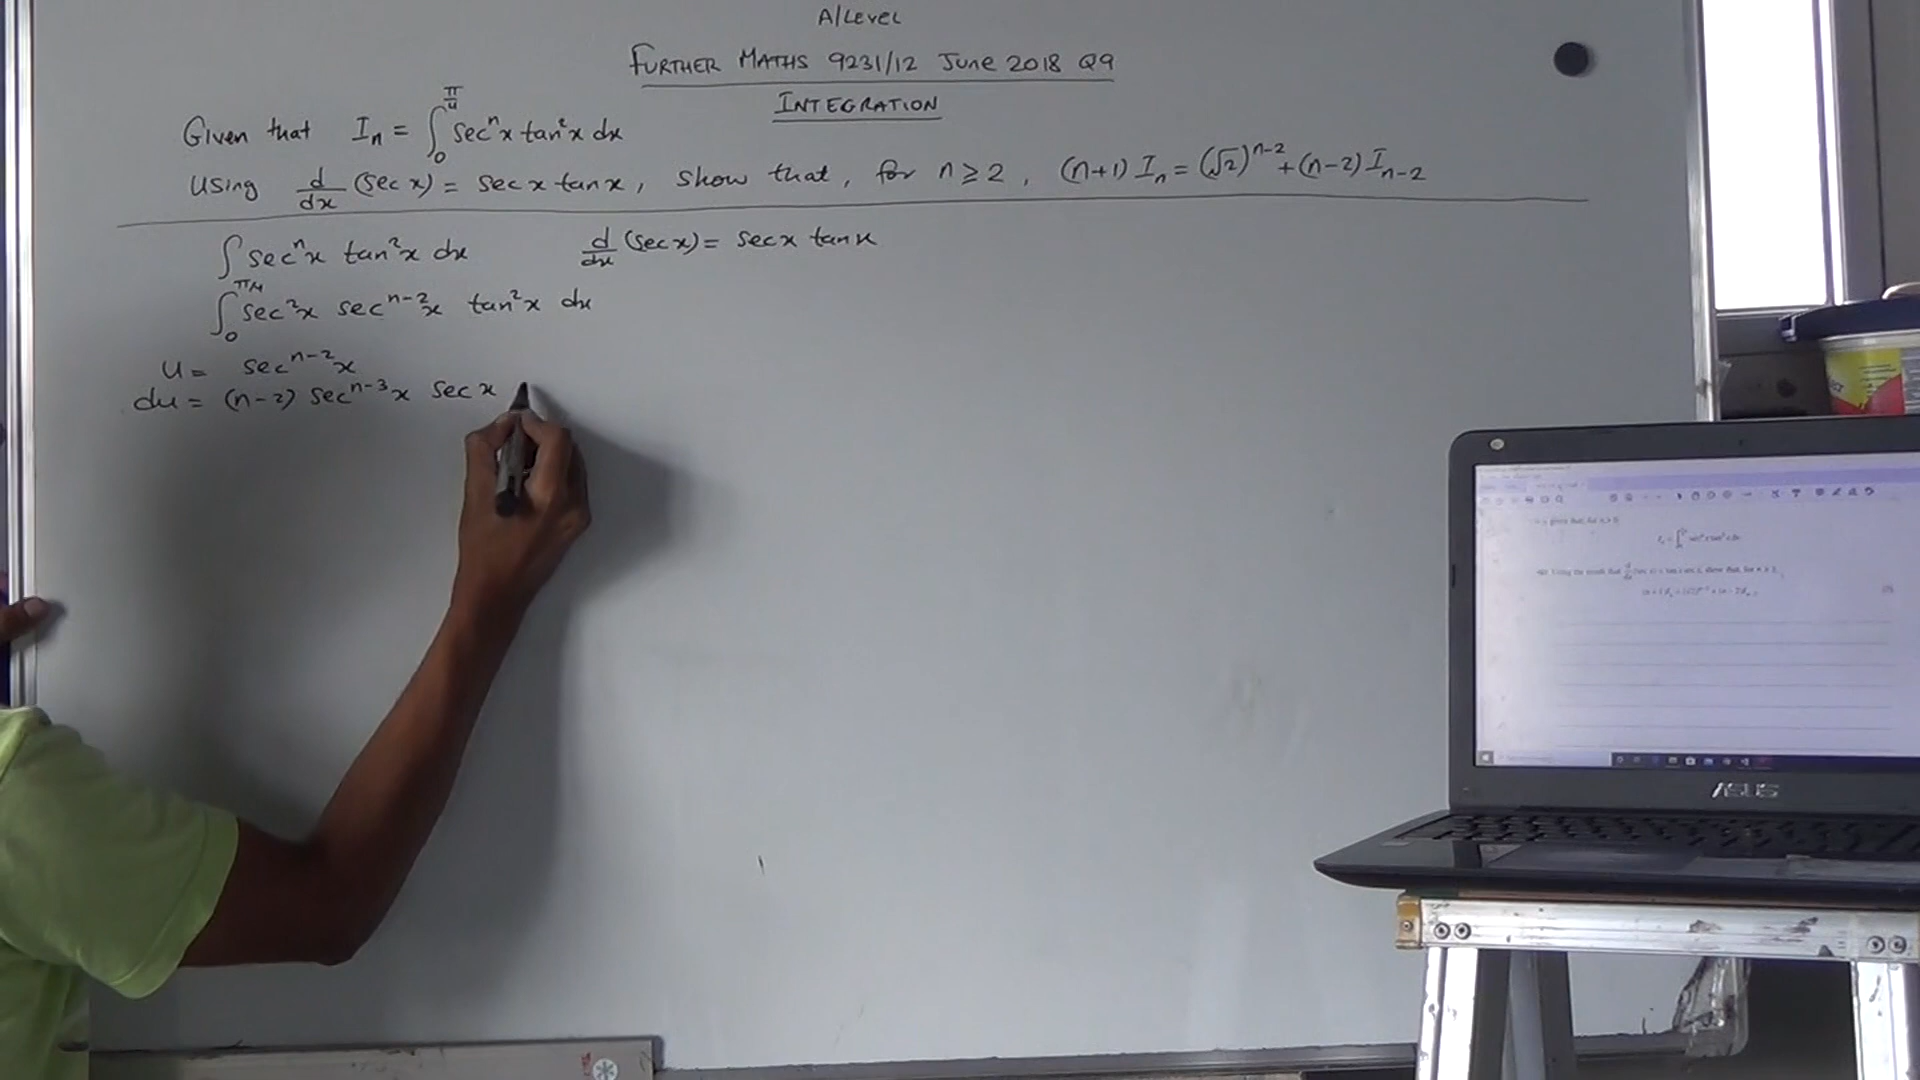 A/LEVEL
FURTHER MATHS 9231/12 June 2018 Q9
INTEGRATION
Given that Iₙ = ∫₀^(π/4) secⁿx tan²x dx
Using d/dx (sec x) = sec x tan x, show that, for n ≥ 2, (n+1) Iₙ = (√2)ⁿ⁻² + (n-2) Iₙ₋₂
∫ secⁿx tan²x dx d/dx (sec x) = sec x tan x
∫₀^(π/4) sec²x secⁿ⁻²x tan²x dx
u = secⁿ⁻²x
du = (n-2) secⁿ⁻³x sec x
ASUS